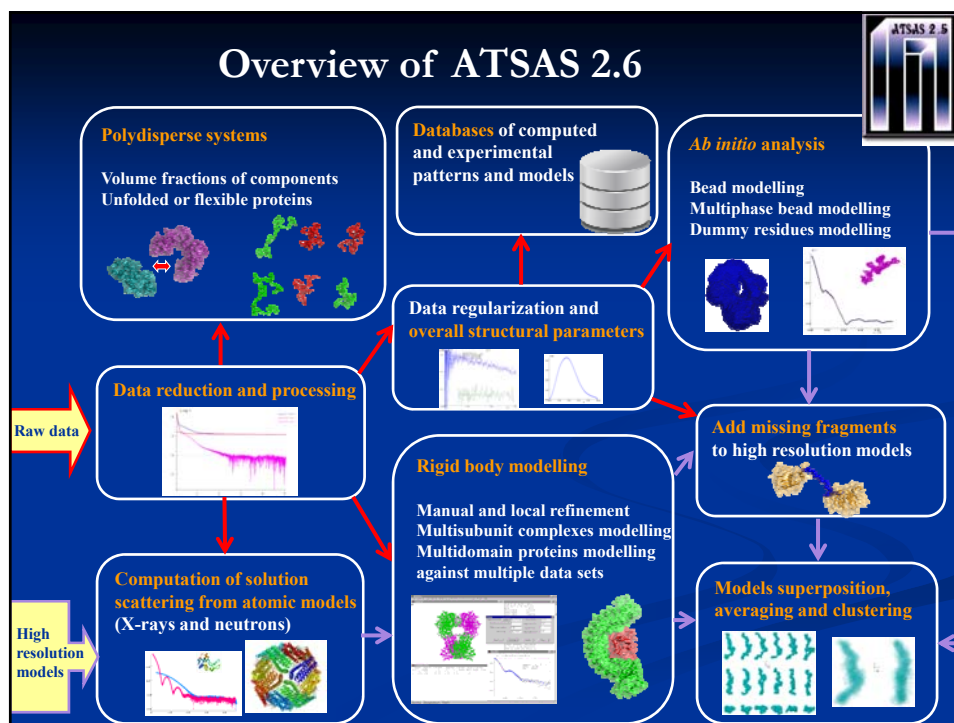 Overview of ATSAS 2.6
ATSAS 2.5
Polydisperse systems
Volume fractions of components
Unfolded or flexible proteins
Databases of computed
and experimental
patterns and models
Ab initio analysis
Bead modelling
Multiphase bead modelling
Dummy residues modelling
Data regularization and
overall structural parameters
Raw data
Data reduction and processing
Add missing fragments
to high resolution models
Rigid body modelling
Manual and local refinement
Multisubunit complexes modelling
Multidomain proteins modelling
against multiple data sets
High
resolution
models
Computation of solution
scattering from atomic models
(X-rays and neutrons)
Models superposition,
averaging and clustering